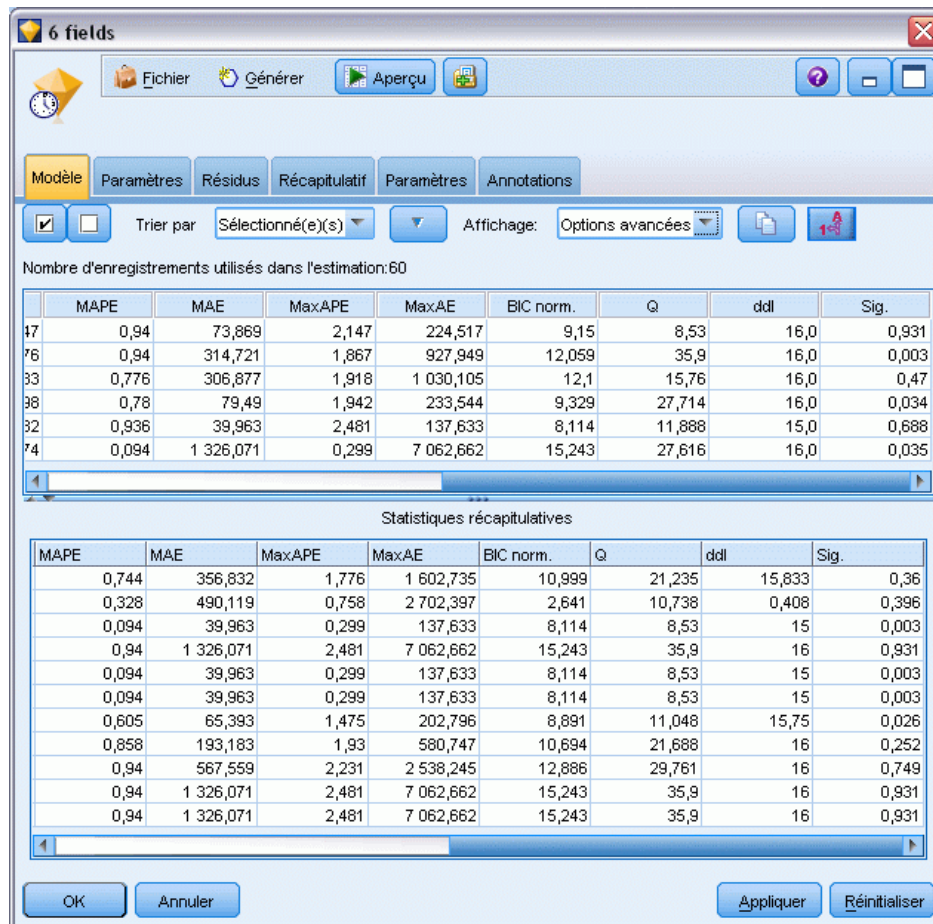 6 fields
Fichier Générer Aperçu
Modèle Paramètres Résidus Récapitulatif Paramètres Annotations
Trier par Sélectionné(e)(s) Affichage: Options avancées
Nombre d'enregistrements utilisés dans l'estimation:60
MAPE MAE MaxAPE MaxAE BIC norm. Q ddl Sig.
47 0,94 73,869 2,147 224,517 9,15 8,53 16,0 0,931
76 0,94 314,721 1,867 927,949 12,059 35,9 16,0 0,003
83 0,776 306,877 1,918 1 030,105 12,1 15,76 16,0 0,47
98 0,78 79,49 1,942 233,544 9,329 27,714 16,0 0,034
32 0,936 39,963 2,481 137,633 8,114 11,888 15,0 0,688
74 0,094 1 326,071 0,299 7 062,662 15,243 27,616 16,0 0,035
Statistiques récapitulatives
MAPE MAE MaxAPE MaxAE BIC norm. Q ddl Sig.
0,744 356,832 1,776 1 602,735 10,999 21,235 15,833 0,36
0,328 490,119 0,758 2 702,397 2,641 10,738 0,408 0,396
0,094 39,963 0,299 137,633 8,114 8,53 15 0,003
0,94 1 326,071 2,481 7 062,662 15,243 35,9 16 0,931
0,094 39,963 0,299 137,633 8,114 8,53 15 0,003
0,094 39,963 0,299 137,633 8,114 8,53 15 0,003
0,605 65,393 1,475 202,796 8,891 11,048 15,75 0,026
0,858 193,183 1,93 580,747 10,694 21,688 16 0,252
0,94 567,559 2,231 2 538,245 12,886 29,761 16 0,749
0,94 1 326,071 2,481 7 062,662 15,243 35,9 16 0,931
0,94 1 326,071 2,481 7 062,662 15,243 35,9 16 0,931
OK Annuler Appliquer Réinitialiser